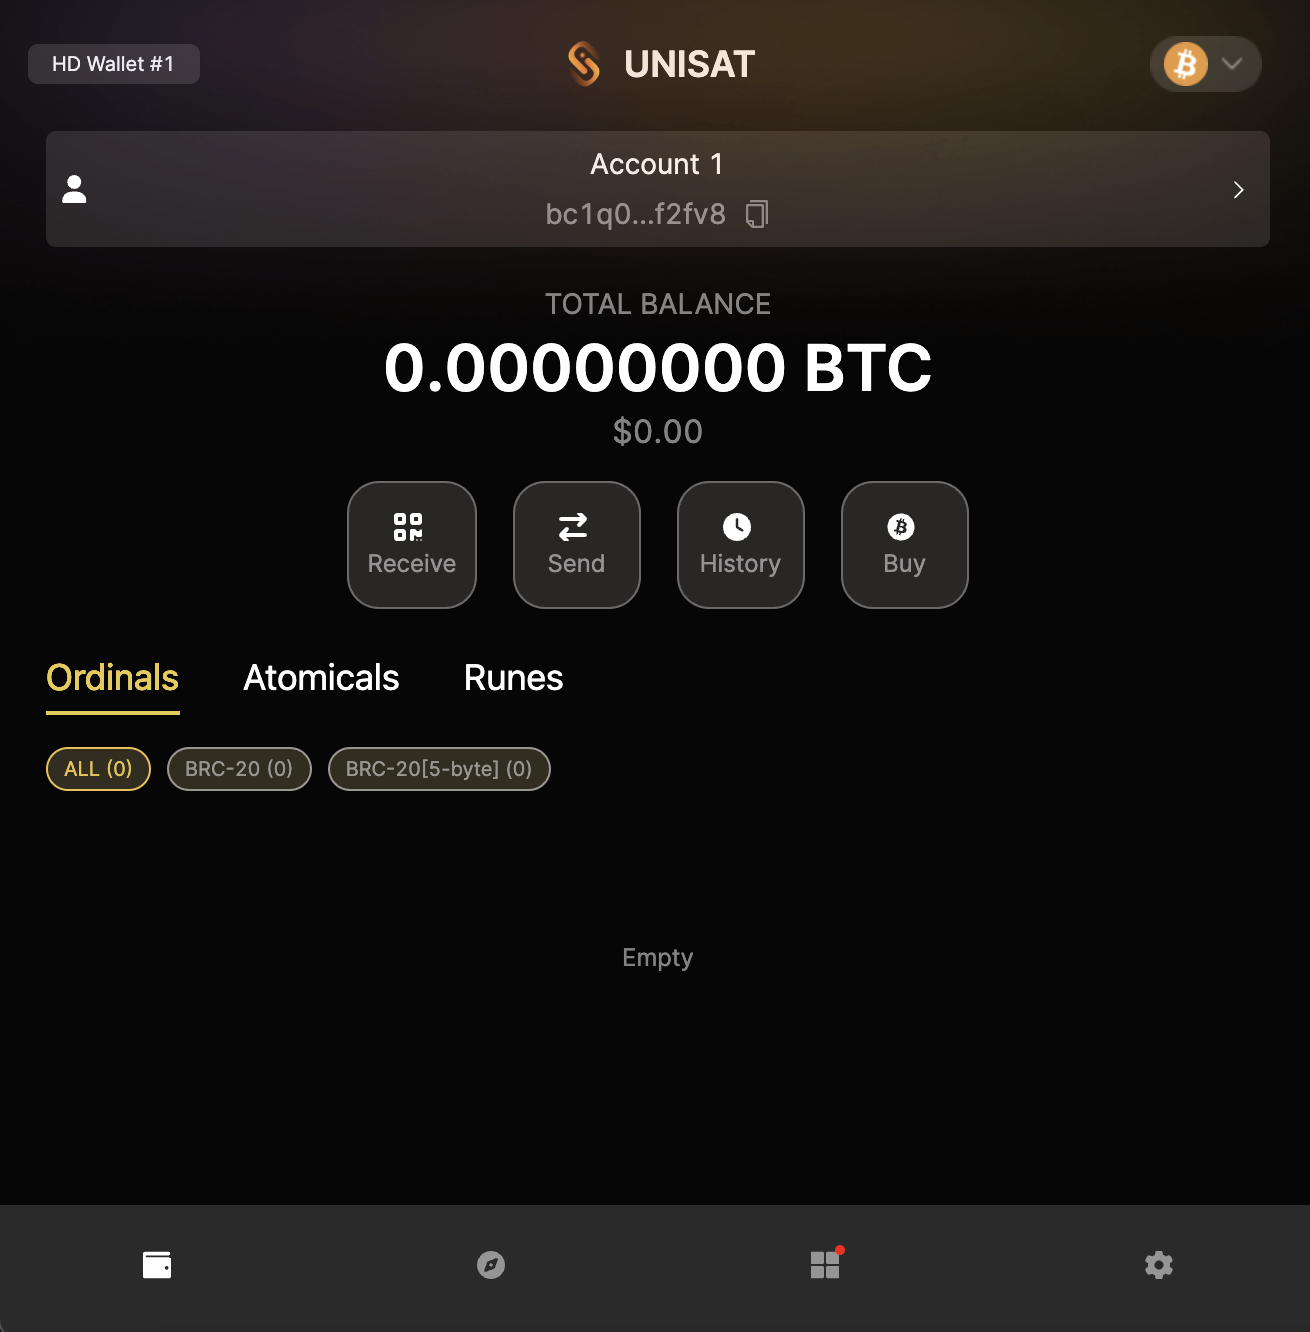 HD Wallet #1
UNISAT
Account 1
bc1q0...f2fv8
TOTAL BALANCE
0.00000000 BTC
$0.00
Receive
Send
History
Buy
Ordinals
Atomicals
Runes
ALL (0)
BRC-20 (0)
BRC-20[5-byte] (0)
Empty